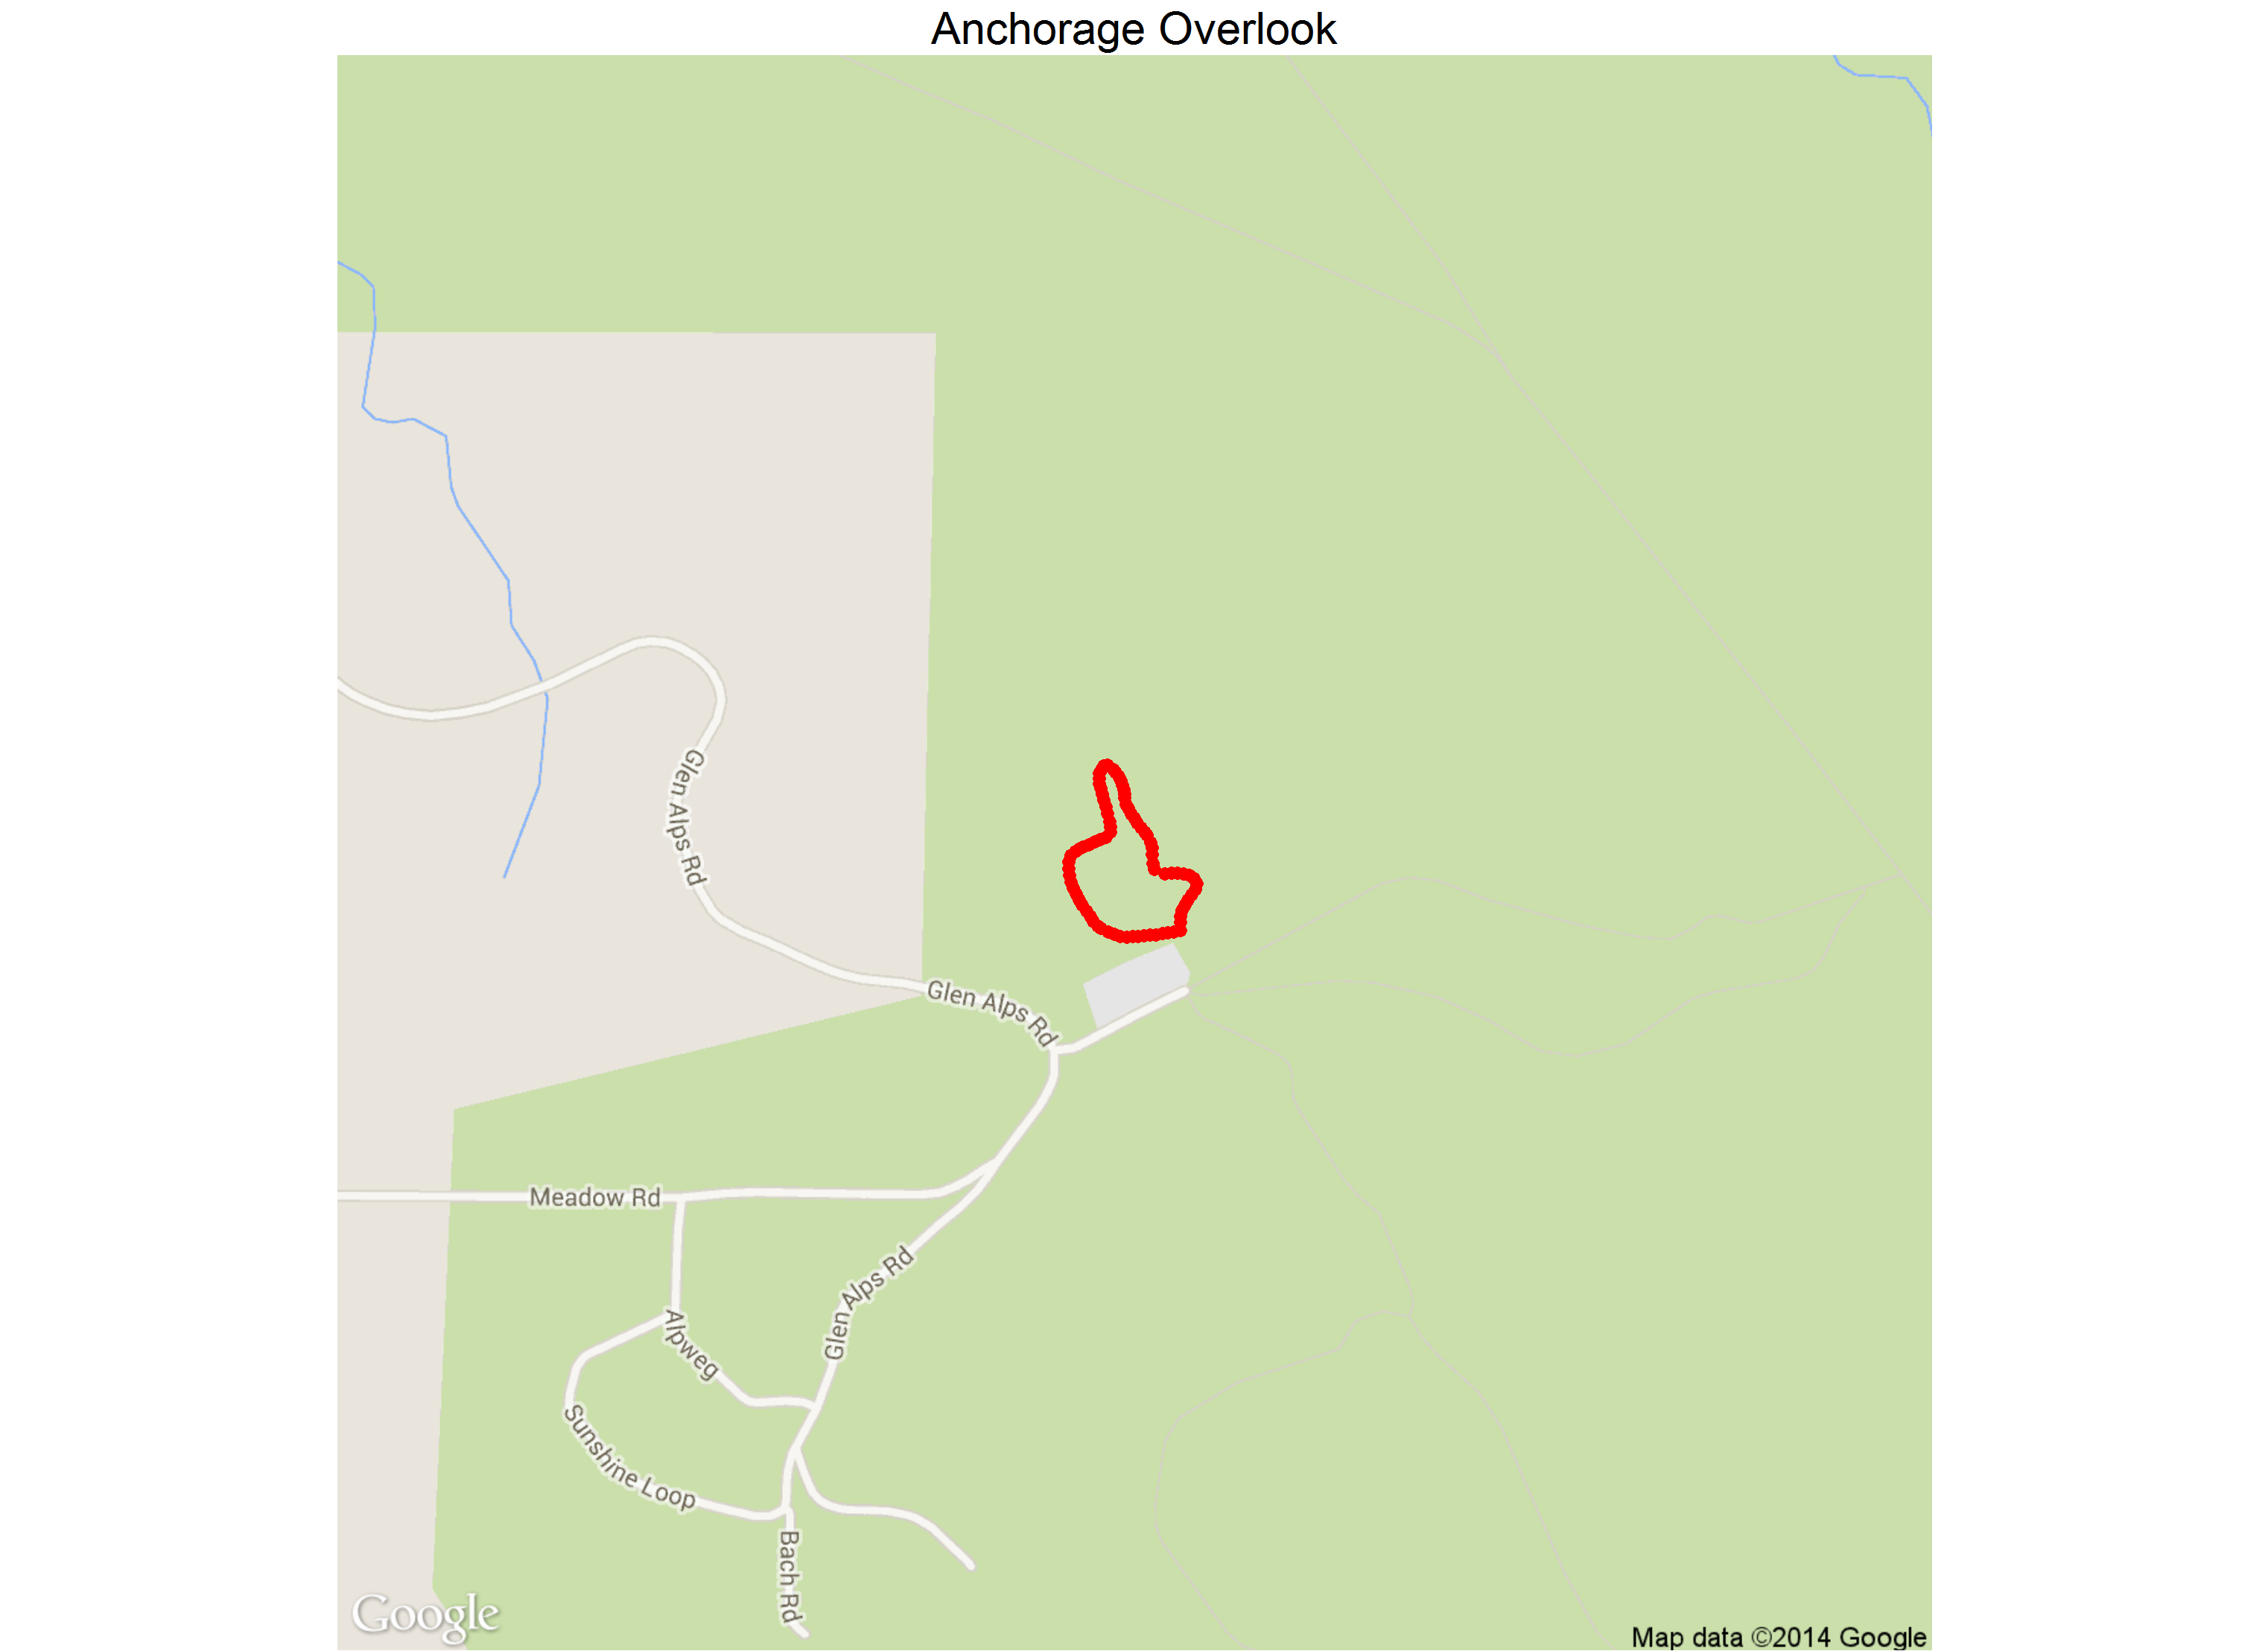 Anchorage Overlook
Glen Alps Rd
Glen Alps Rd
Meadow Rd
Glen Alps Rd
Alpweg
Sunshine Loop
Bach Rd
Google
Map data ©2014 Google